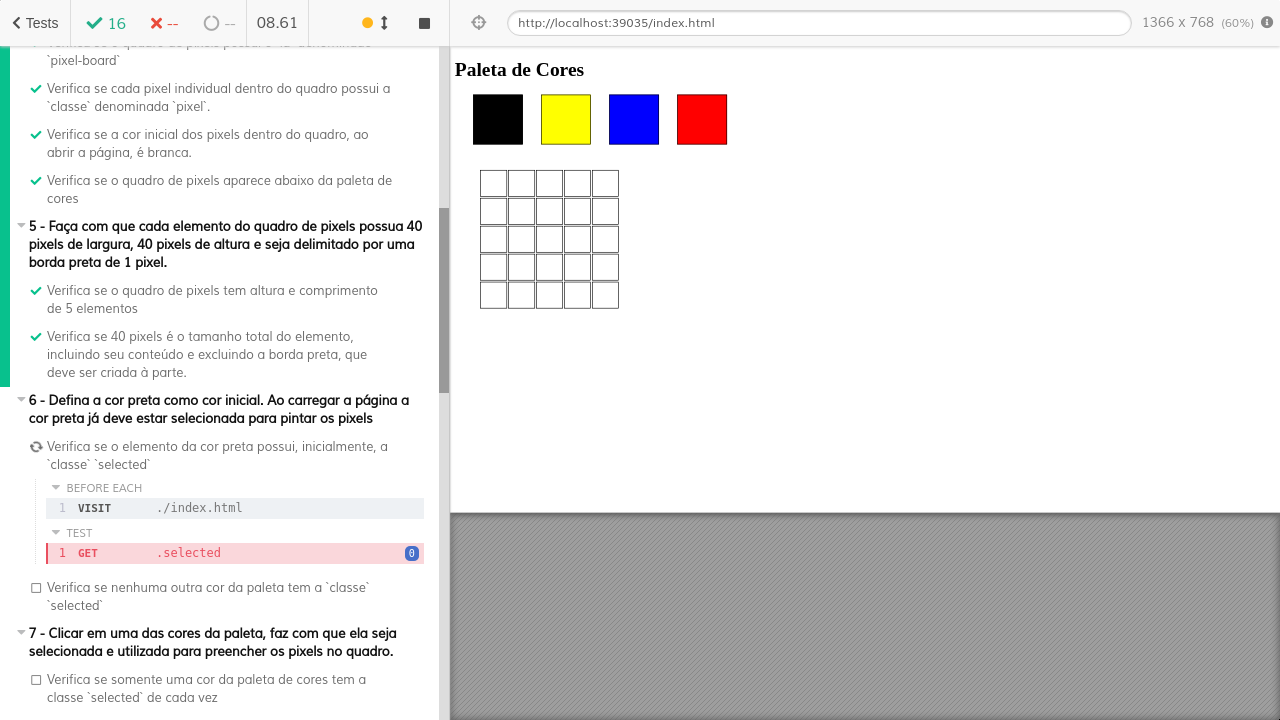 Tests
16
--
--
08.61
http://localhost:39035/index.html
1366 x 768 (60%)
`pixel-board`
Verifica se cada pixel individual dentro do quadro possui a
`classe` denominada `pixel`.
Verifica se a cor inicial dos pixels dentro do quadro, ao
abrir a página, é branca.
Verifica se o quadro de pixels aparece abaixo da paleta de
cores
5 - Faça com que cada elemento do quadro de pixels possua 40
pixels de largura, 40 pixels de altura e seja delimitado por uma
borda preta de 1 pixel.
Verifica se o quadro de pixels tem altura e comprimento
de 5 elementos
Verifica se 40 pixels é o tamanho total do elemento,
incluindo seu conteúdo e excluindo a borda preta, que
deve ser criada à parte.
6 - Defina a cor preta como cor inicial. Ao carregar a página a
cor preta já deve estar selecionada para pintar os pixels
Verifica se o elemento da cor preta possui, inicialmente, a
`classe` `selected`
BEFORE EACH
1 VISIT ./index.html
TEST
1 GET .selected 0
Verifica se nenhuma outra cor da paleta tem a `classe`
`selected`
7 - Clicar em uma das cores da paleta, faz com que ela seja
selecionada e utilizada para preencher os pixels no quadro.
Verifica se somente uma cor da paleta de cores tem a
classe `selected` de cada vez
Paleta de Cores